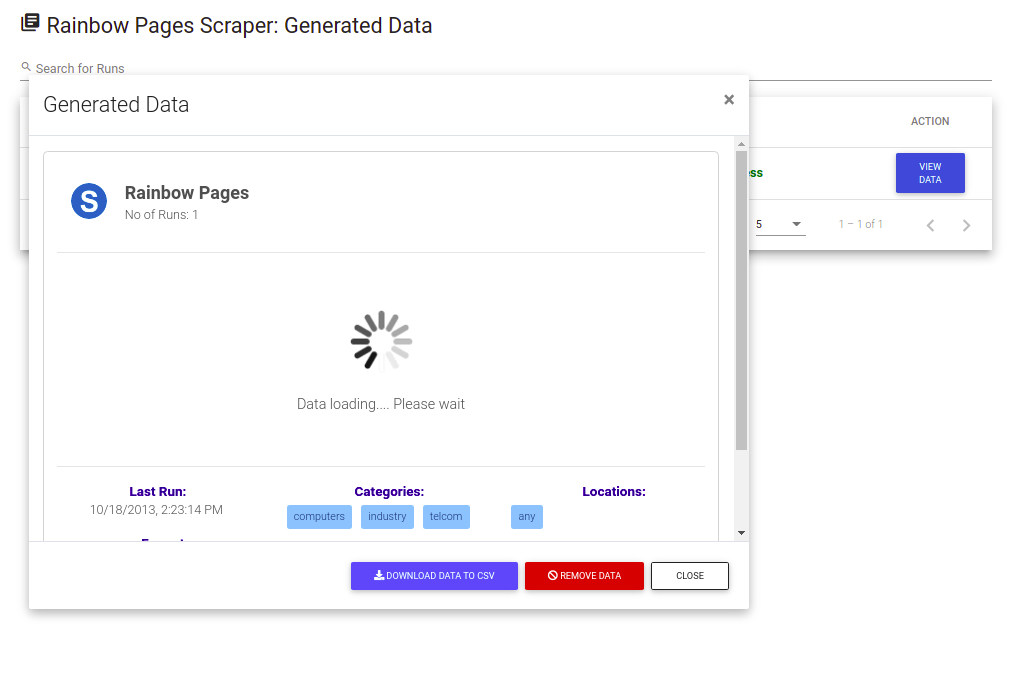 Rainbow Pages Scraper: Generated Data
Search for Runs
Generated Data
×
ACTION
VIEW
DATA
5
1 – 1 of 1
S
Rainbow Pages
No of Runs: 1
Data loading.... Please wait
Last Run:
10/18/2013, 2:23:14 PM
Categories:
computers industry telcom
Locations:
any
DOWNLOAD DATA TO CSV
REMOVE DATA
CLOSE